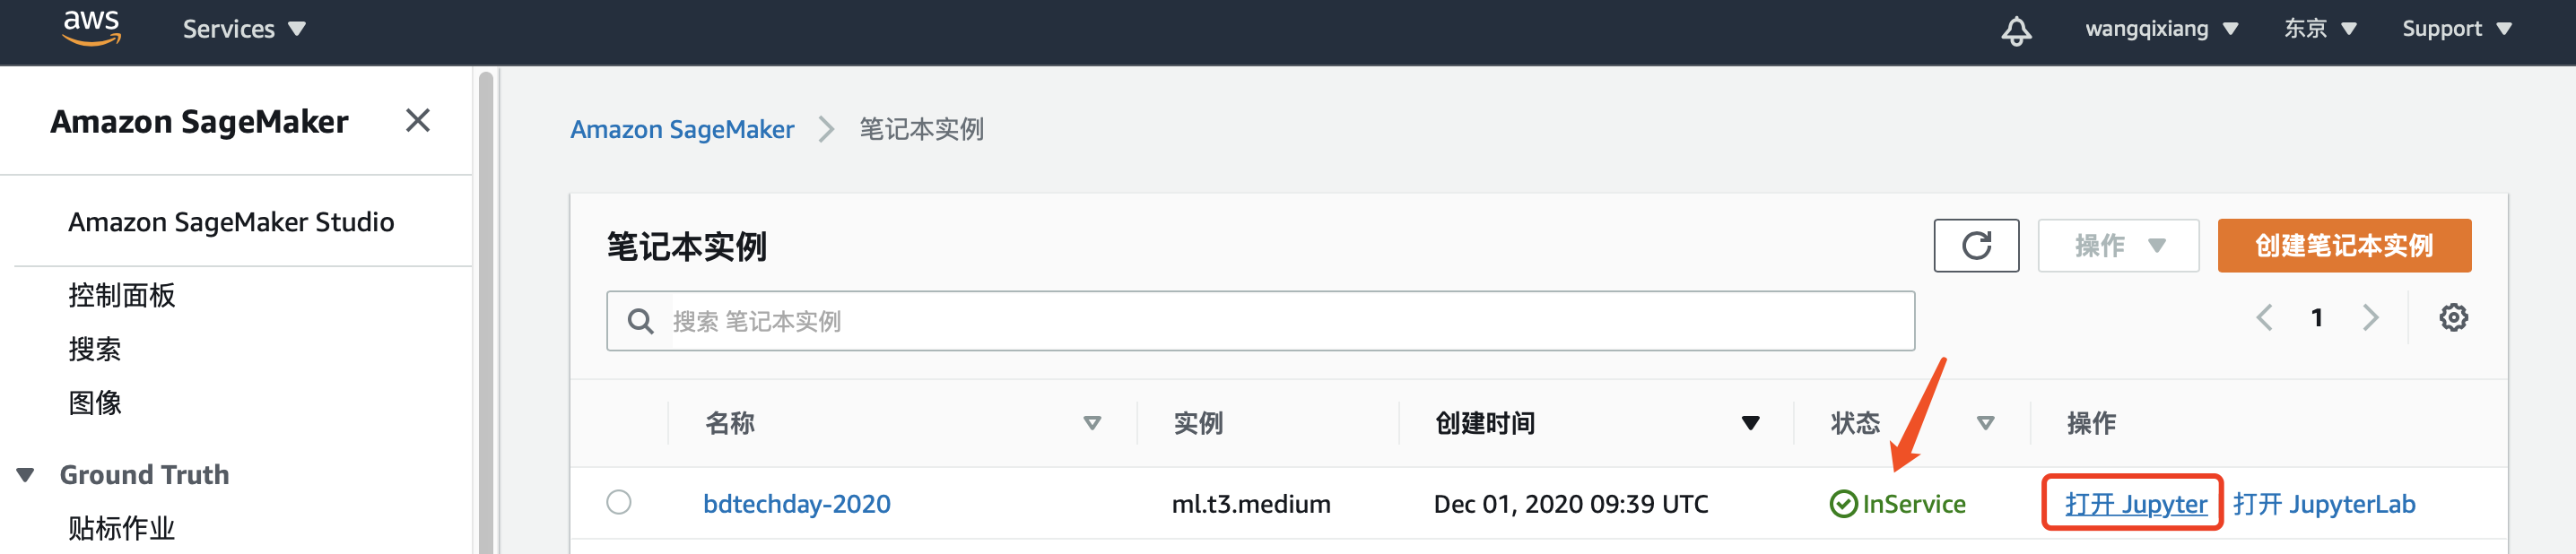 aws Services wangqixiang 东京 Support
Amazon SageMaker
Amazon SageMaker Studio
控制面板
搜索
图像
Ground Truth
贴标作业
Amazon SageMaker 笔记本实例
笔记本实例 操作 创建笔记本实例
搜索 笔记本实例 1
名称 实例 创建时间 状态 操作
bdtechday-2020 ml.t3.medium Dec 01, 2020 09:39 UTC InService 打开 Jupyter 打开 JupyterLab